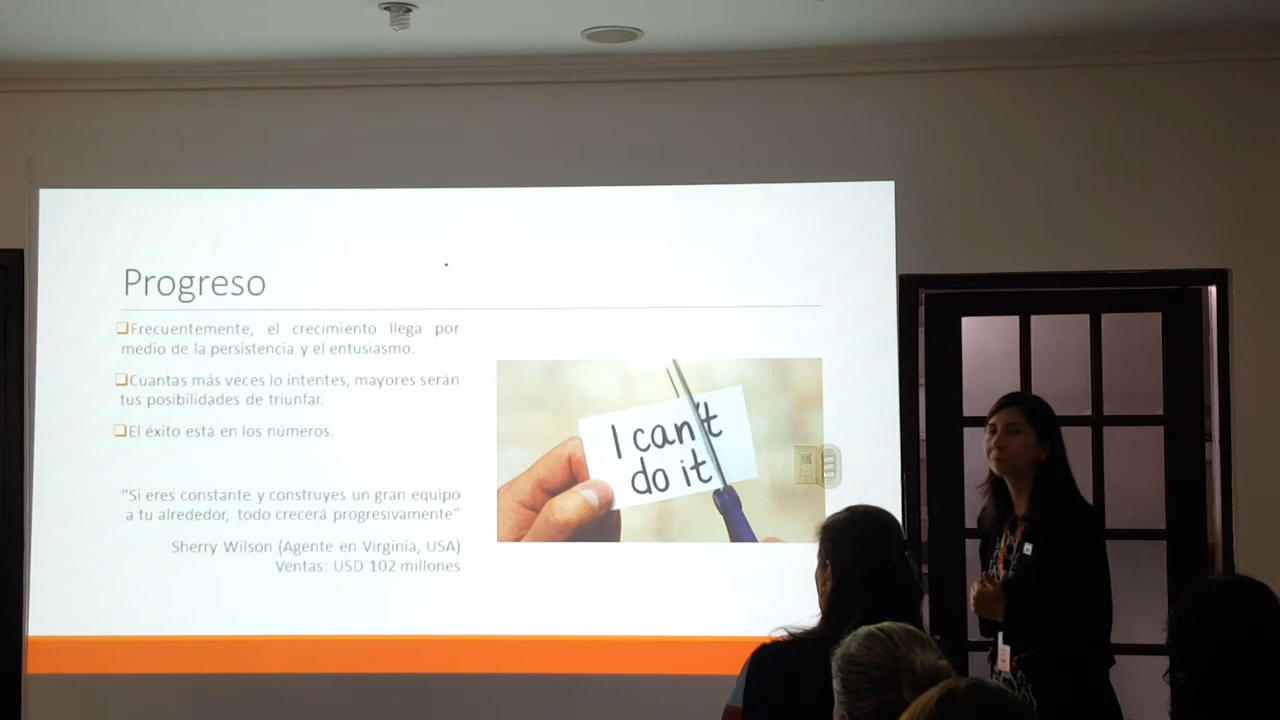 Progreso
❑Frecuentemente, el crecimiento llega por
medio de la persistencia y el entusiasmo.
❑Cuantas más veces lo intentes, mayores serán
tus posibilidades de triunfar.
❑El éxito está en los números.
"Si eres constante y construyes un gran equipo
a tu alrededor, todo crecerá progresivamente"
Sherry Wilson (Agente en Virginia, USA)
Ventas: USD 102 millones
I can't
do it